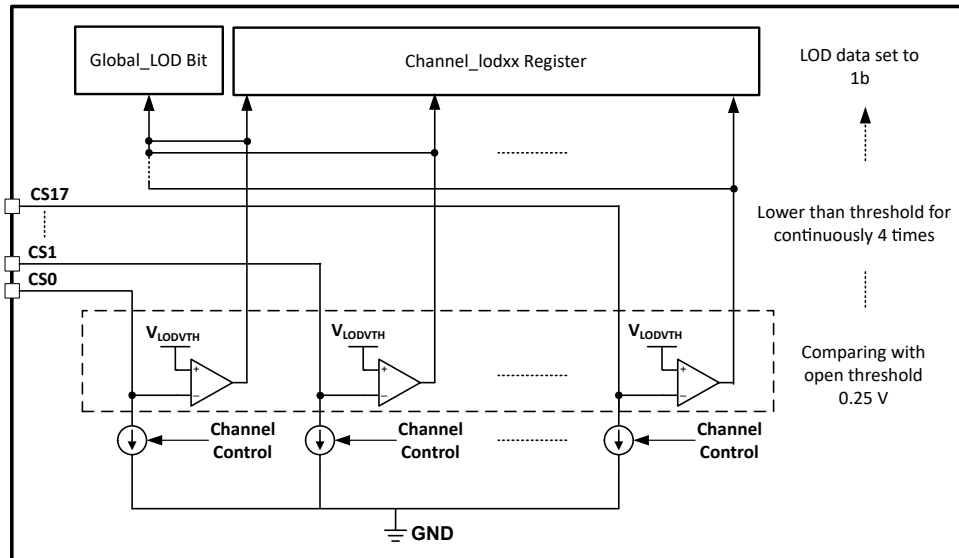 Global_LOD Bit
Channel_lodxx Register
LOD data set to
1b
CS17
Lower than threshold for
continuously 4 times
CS1
CS0
VLODVTH
VLODVTH
VLODVTH
+
−
+
−
+
−
Comparing with
open threshold
0.25 V
Channel
Control
Channel
Control
Channel
Control
GND